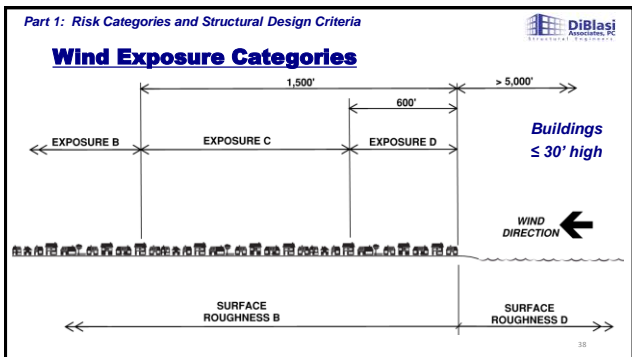 Part 1: Risk Categories and Structural Design Criteria
DiBlasi
Associates, PC
Structural Engineers
Wind Exposure Categories
1,500'
> 5,000'
600'
Buildings
≤ 30' high
EXPOSURE B
EXPOSURE C
EXPOSURE D
WIND
DIRECTION
SURFACE
ROUGHNESS B
SURFACE
ROUGHNESS D
38